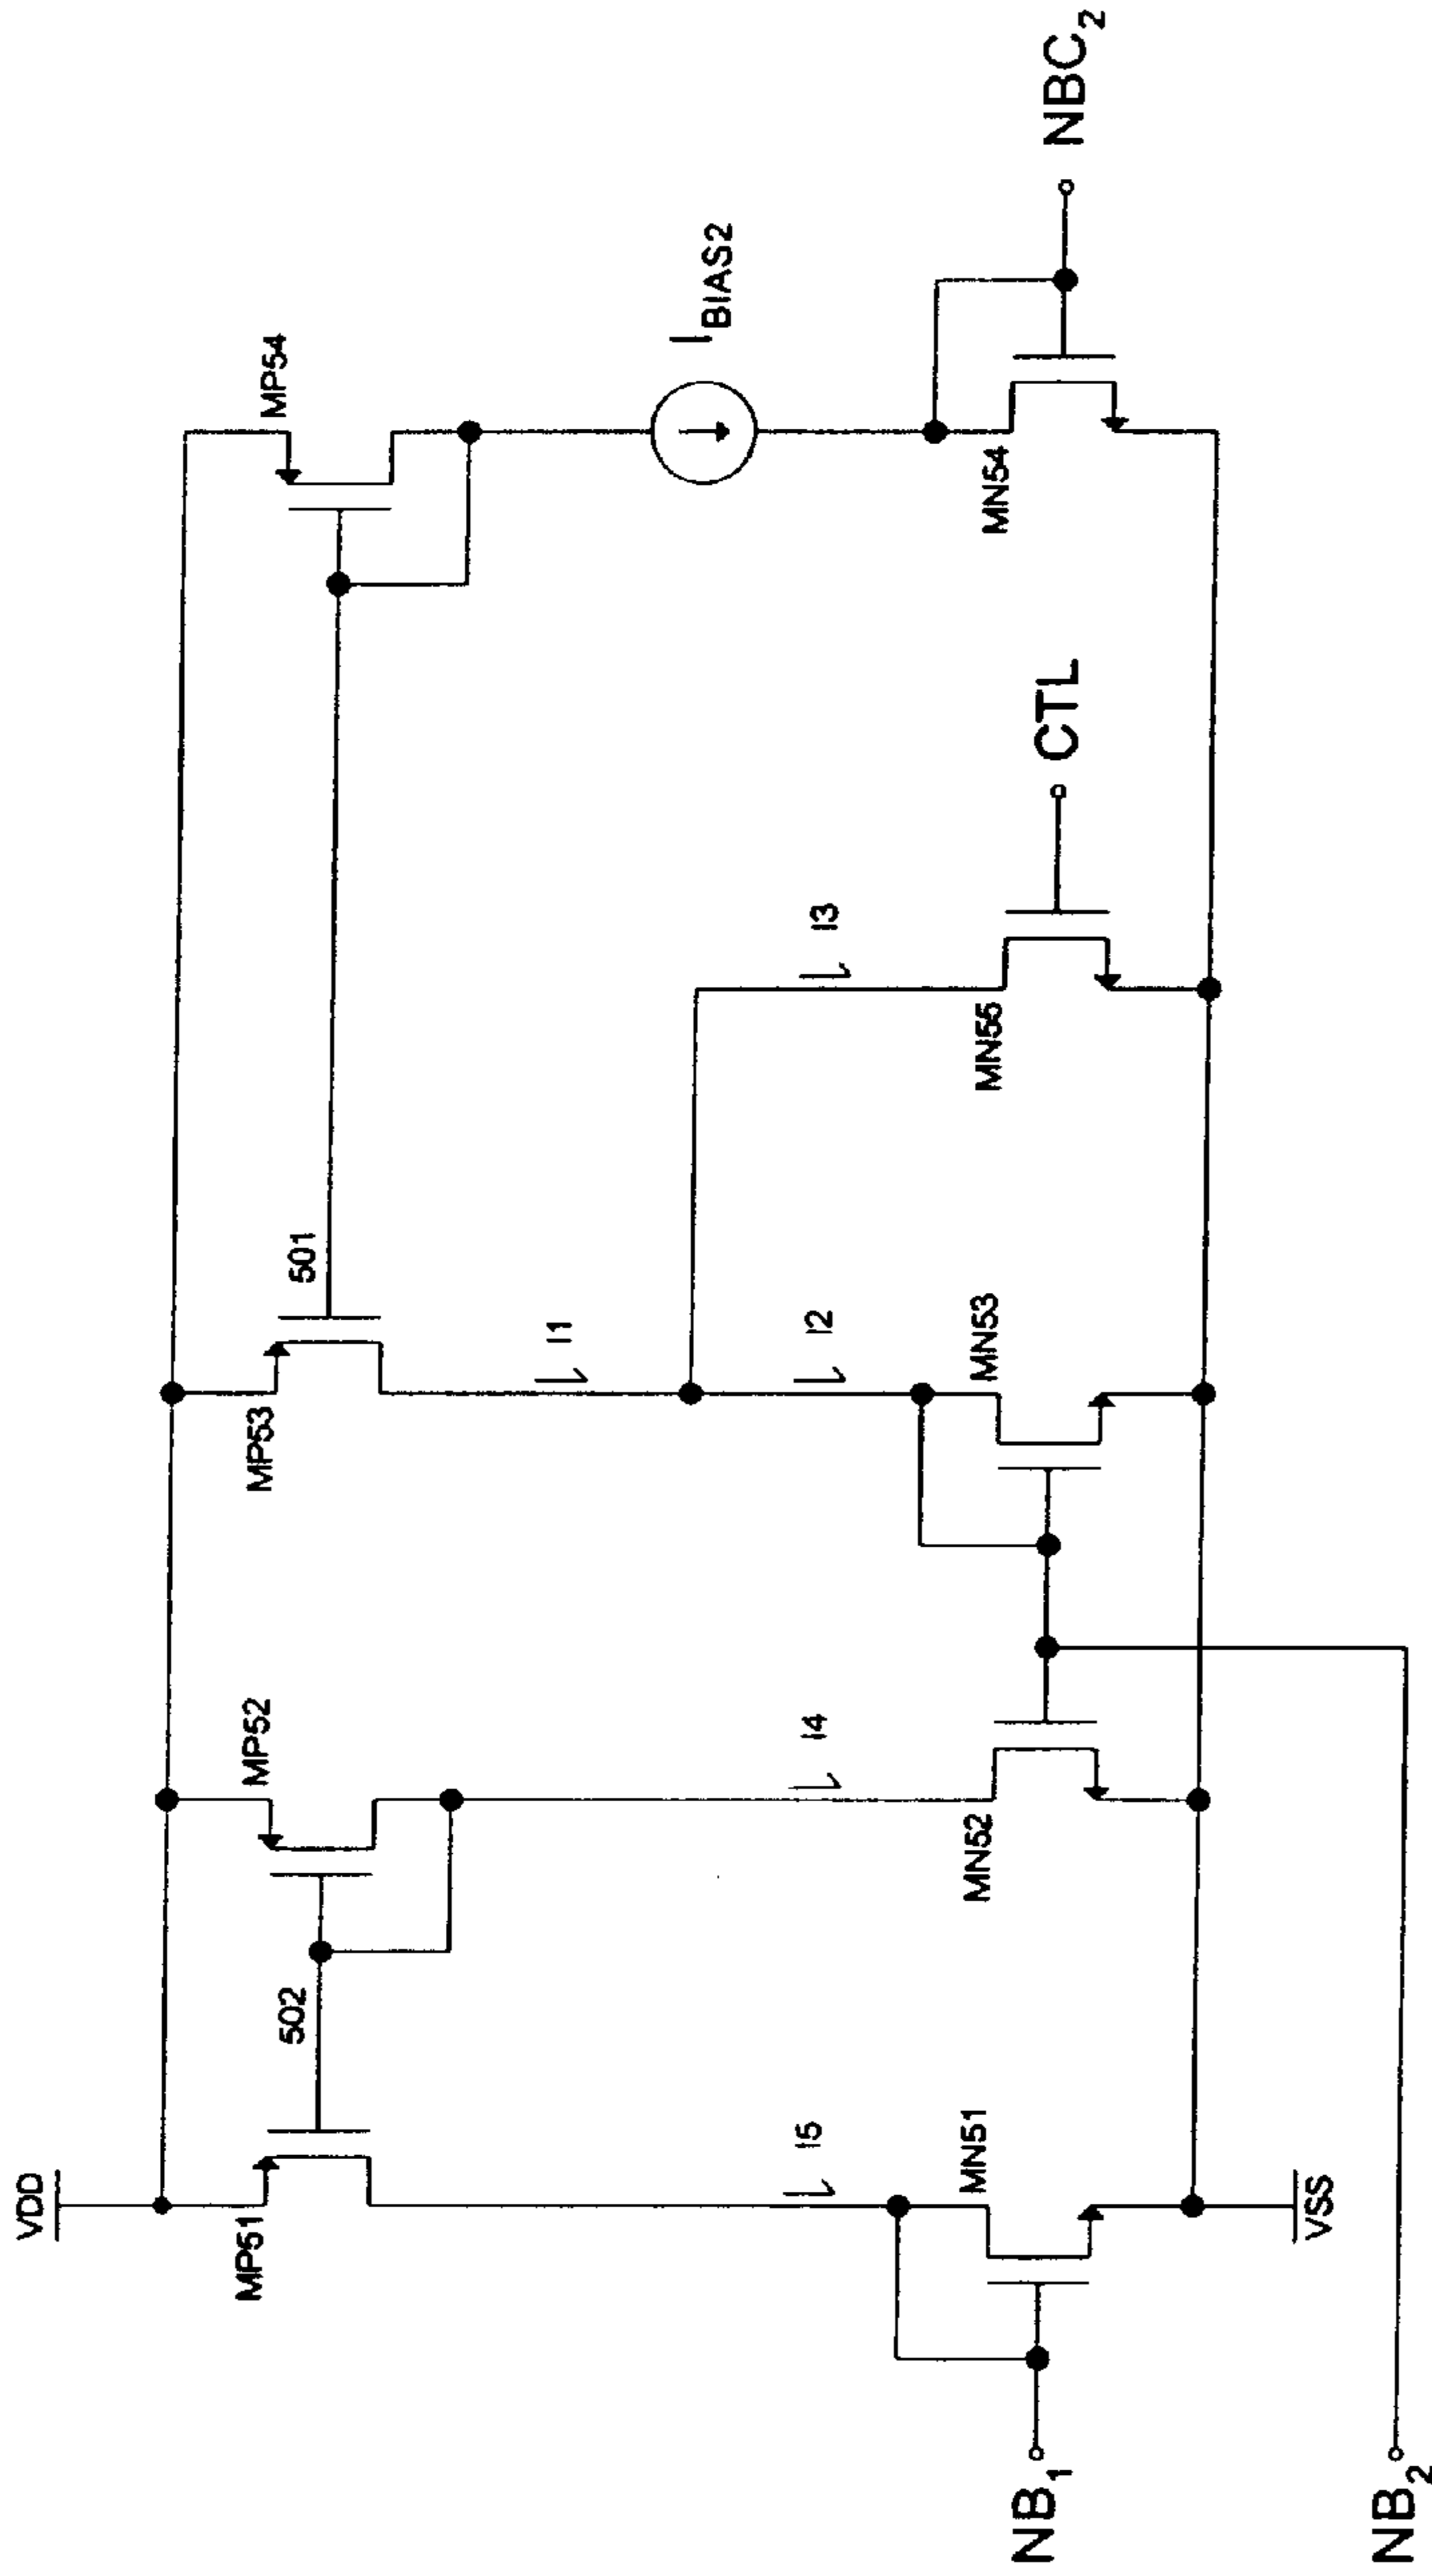 VDD
MP51
502
MP52
MP53
501
MP54
I1
I5
I4
I2
I3
I_BIAS2
MN51
MN52
MN53
MN55
MN54
NB₁
CTL
NBC₂
VSS
NB₂